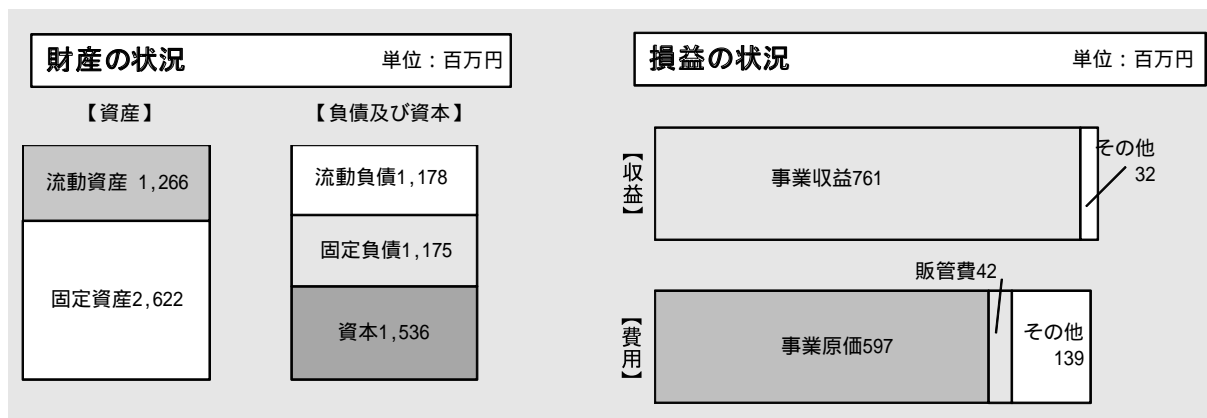 財産の状況 単位：百万円
【資産】 【負債及び資本】
流動資産 1,266
固定資産2,622
流動負債1,178
固定負債1,175
資本1,536
損益の状況 単位：百万円
【収益】
事業収益761
その他
32
【費用】
事業原価597
販管費42
その他
139